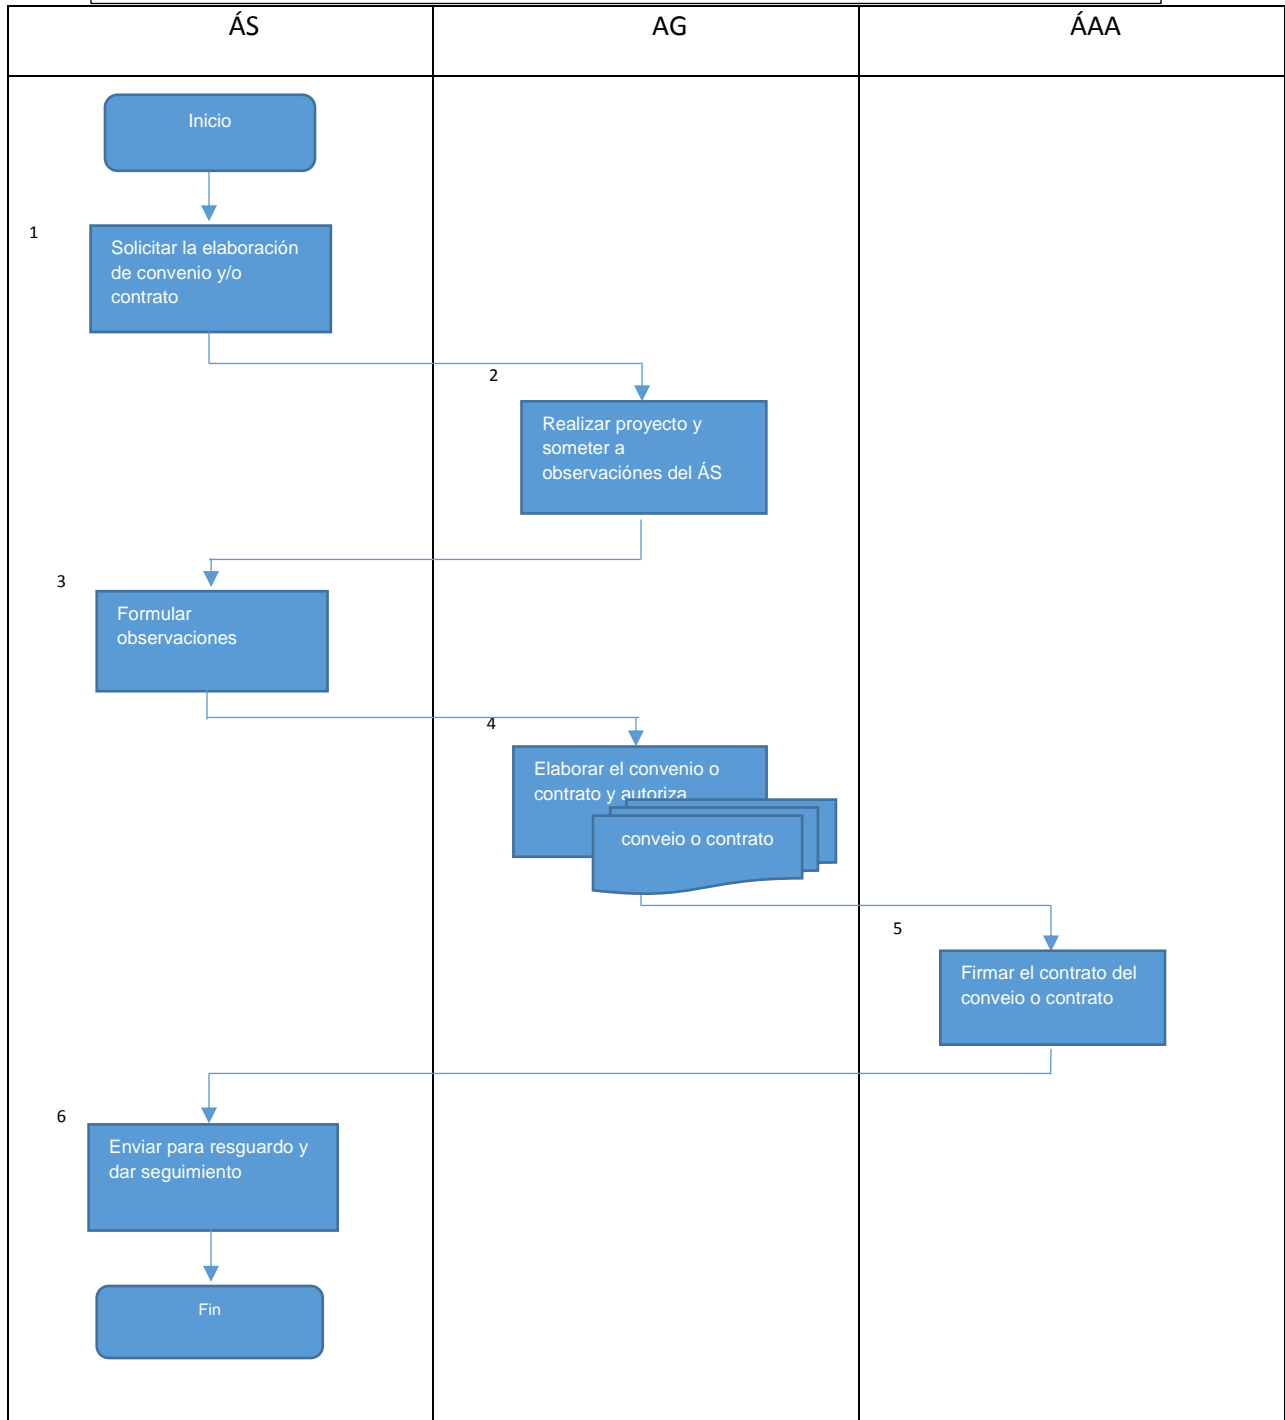 ÁS
AG
ÁAA
Inicio
1
Solicitar la elaboración
de convenio y/o
contrato
2
Realizar proyecto y
someter a
observaciónes del ÁS
3
Formular
observaciones
4
Elaborar el convenio o
contrato y autoriza
conveio o contrato
5
Firmar el contrato del
conveio o contrato
6
Enviar para resguardo y
dar seguimiento
Fin